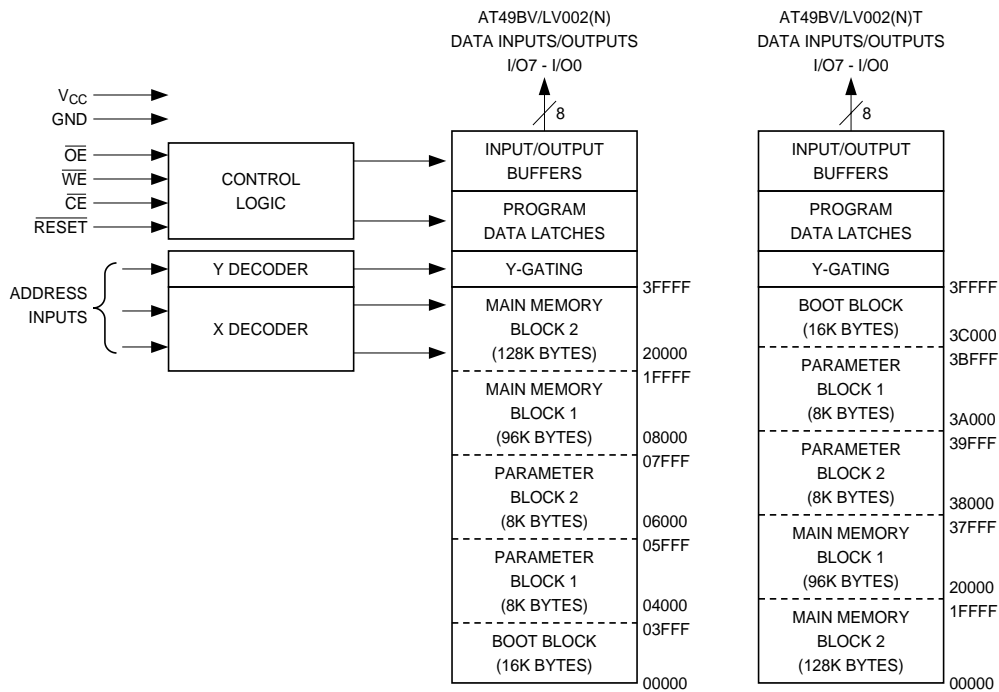 AT49BV/LV002(N)
DATA INPUTS/OUTPUTS
I/O7 - I/O0
8
AT49BV/LV002(N)T
DATA INPUTS/OUTPUTS
I/O7 - I/O0
8
VCC
GND
OE
WE
CE
RESET
ADDRESS
INPUTS
CONTROL
LOGIC
Y DECODER
X DECODER
INPUT/OUTPUT
BUFFERS
PROGRAM
DATA LATCHES
Y-GATING
3FFFF
MAIN MEMORY
BLOCK 2
(128K BYTES)
20000
1FFFF
MAIN MEMORY
BLOCK 1
(96K BYTES)
08000
07FFF
PARAMETER
BLOCK 2
(8K BYTES)
06000
05FFF
PARAMETER
BLOCK 1
(8K BYTES)
04000
03FFF
BOOT BLOCK
(16K BYTES)
00000
INPUT/OUTPUT
BUFFERS
PROGRAM
DATA LATCHES
Y-GATING
3FFFF
BOOT BLOCK
(16K BYTES)
3C000
3BFFF
PARAMETER
BLOCK 1
(8K BYTES)
3A000
39FFF
PARAMETER
BLOCK 2
(8K BYTES)
38000
37FFF
MAIN MEMORY
BLOCK 1
(96K BYTES)
20000
1FFFF
MAIN MEMORY
BLOCK 2
(128K BYTES)
00000